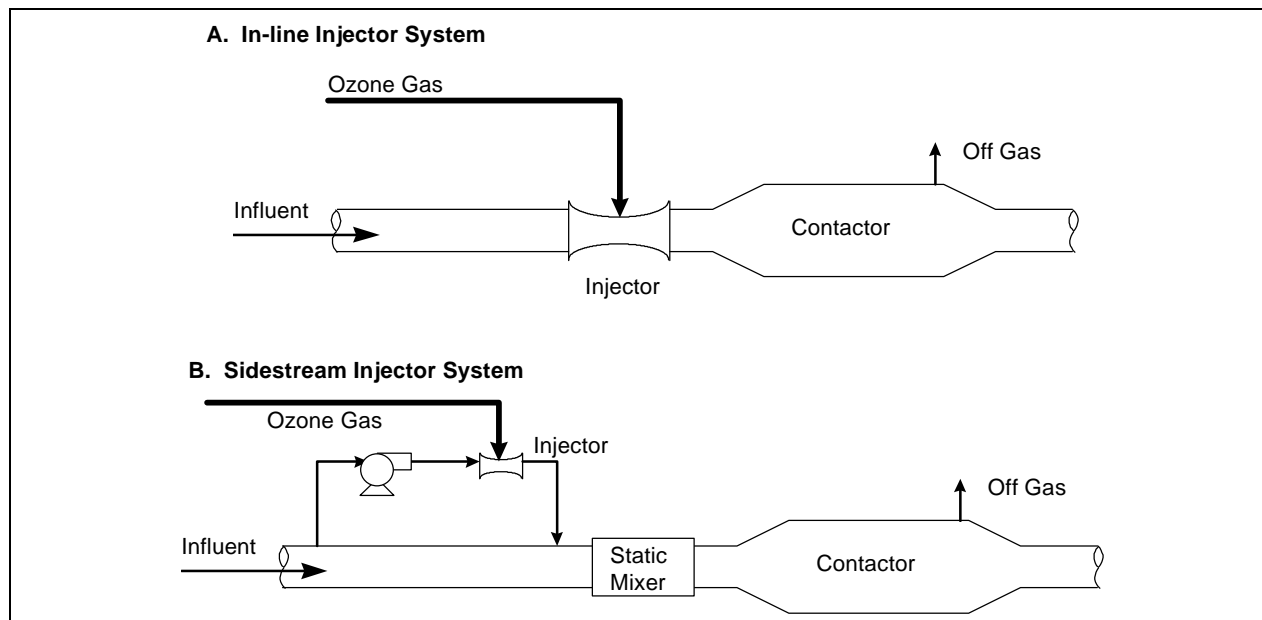 A. In-line Injector System
Ozone Gas
Off Gas
Influent
Contactor
Injector
B. Sidestream Injector System
Ozone Gas
Injector
Off Gas
Influent
Static
Mixer
Contactor